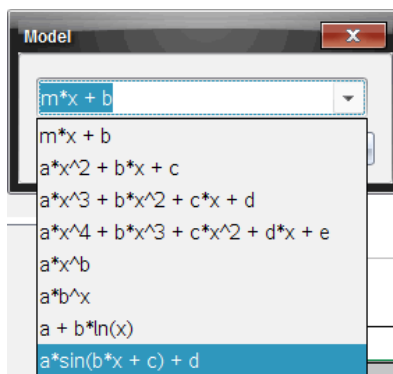 Model
m*x + b
m*x + b
a*x^2 + b*x + c
a*x^3 + b*x^2 + c*x + d
a*x^4 + b*x^3 + c*x^2 + d*x + e
a*x^b
a*b^x
a + b*ln(x)
a*sin(b*x + c) + d